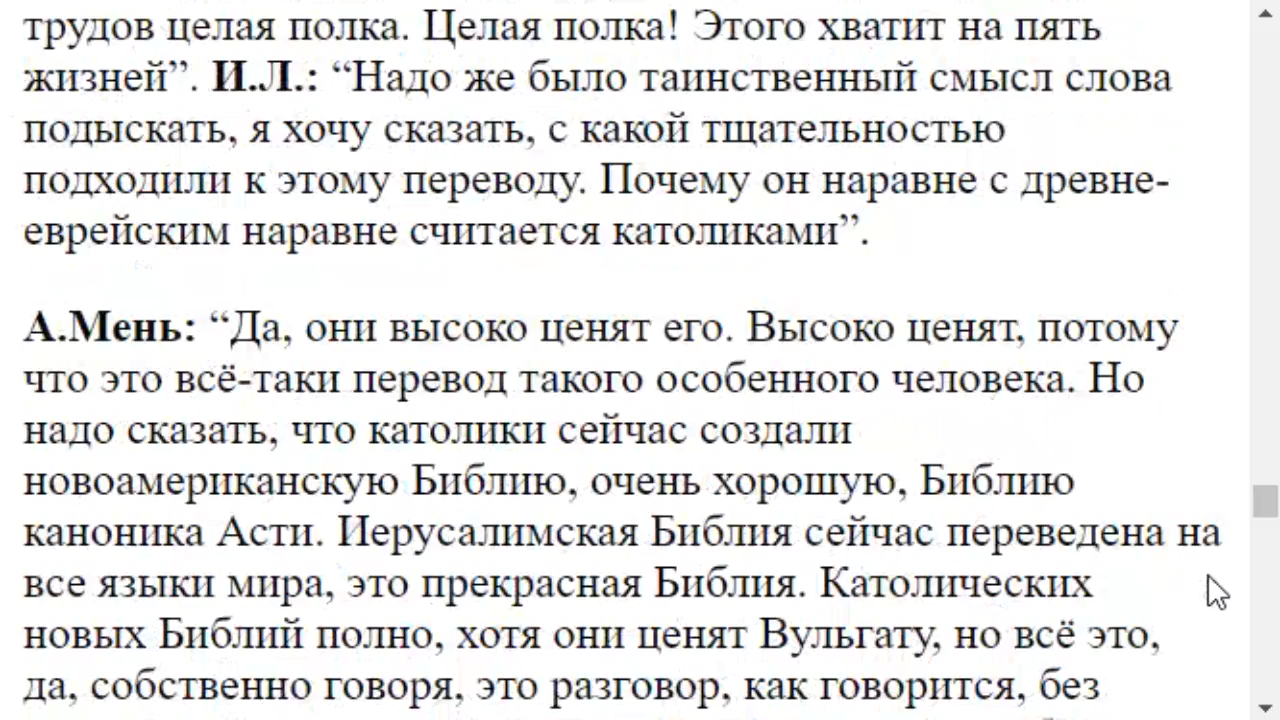 трудов целая полка. Целая полка! Этого хватит на пять
жизней”. И.Л.: “Надо же было таинственный смысл слова
подыскать, я хочу сказать, с какой тщательностью
подходили к этому переводу. Почему он наравне с древне-
еврейским наравне считается католиками”.
А.Мень: “Да, они высоко ценят его. Высоко ценят, потому
что это всё-таки перевод такого особенного человека. Но
надо сказать, что католики сейчас создали
новоамериканскую Библию, очень хорошую, Библию
каноника Асти. Иерусалимская Библия сейчас переведена на
все языки мира, это прекрасная Библия. Католических
новых Библий полно, хотя они ценят Вульгату, но всё это,
да, собственно говоря, это разговор, как говорится, без